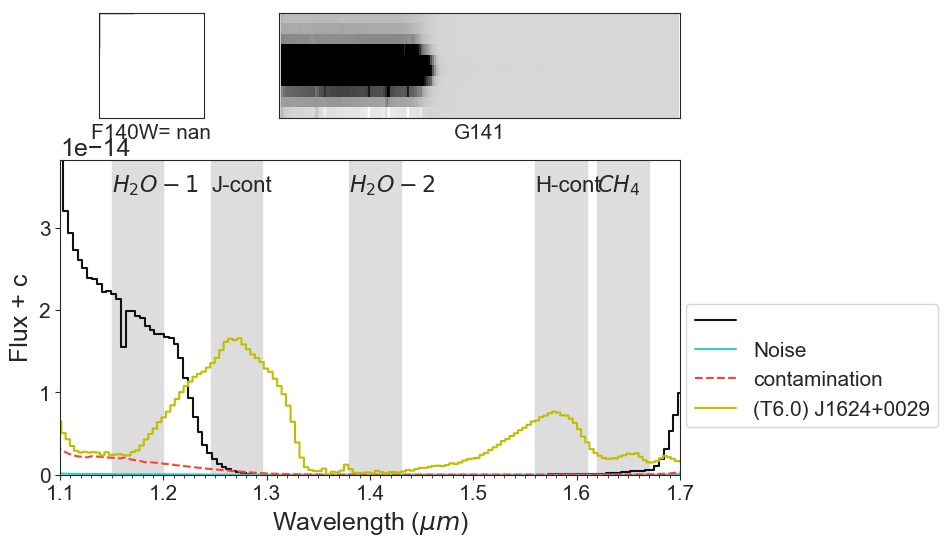 F140W= nan
G141
1e−14
H₂O − 1
J-cont
H₂O − 2
H-cont
CH₄
3
2
1
0
Flux + c
1.1
1.2
1.3
1.4
1.5
1.6
1.7
Wavelength (μm)
Noise
contamination
(T6.0) J1624+0029